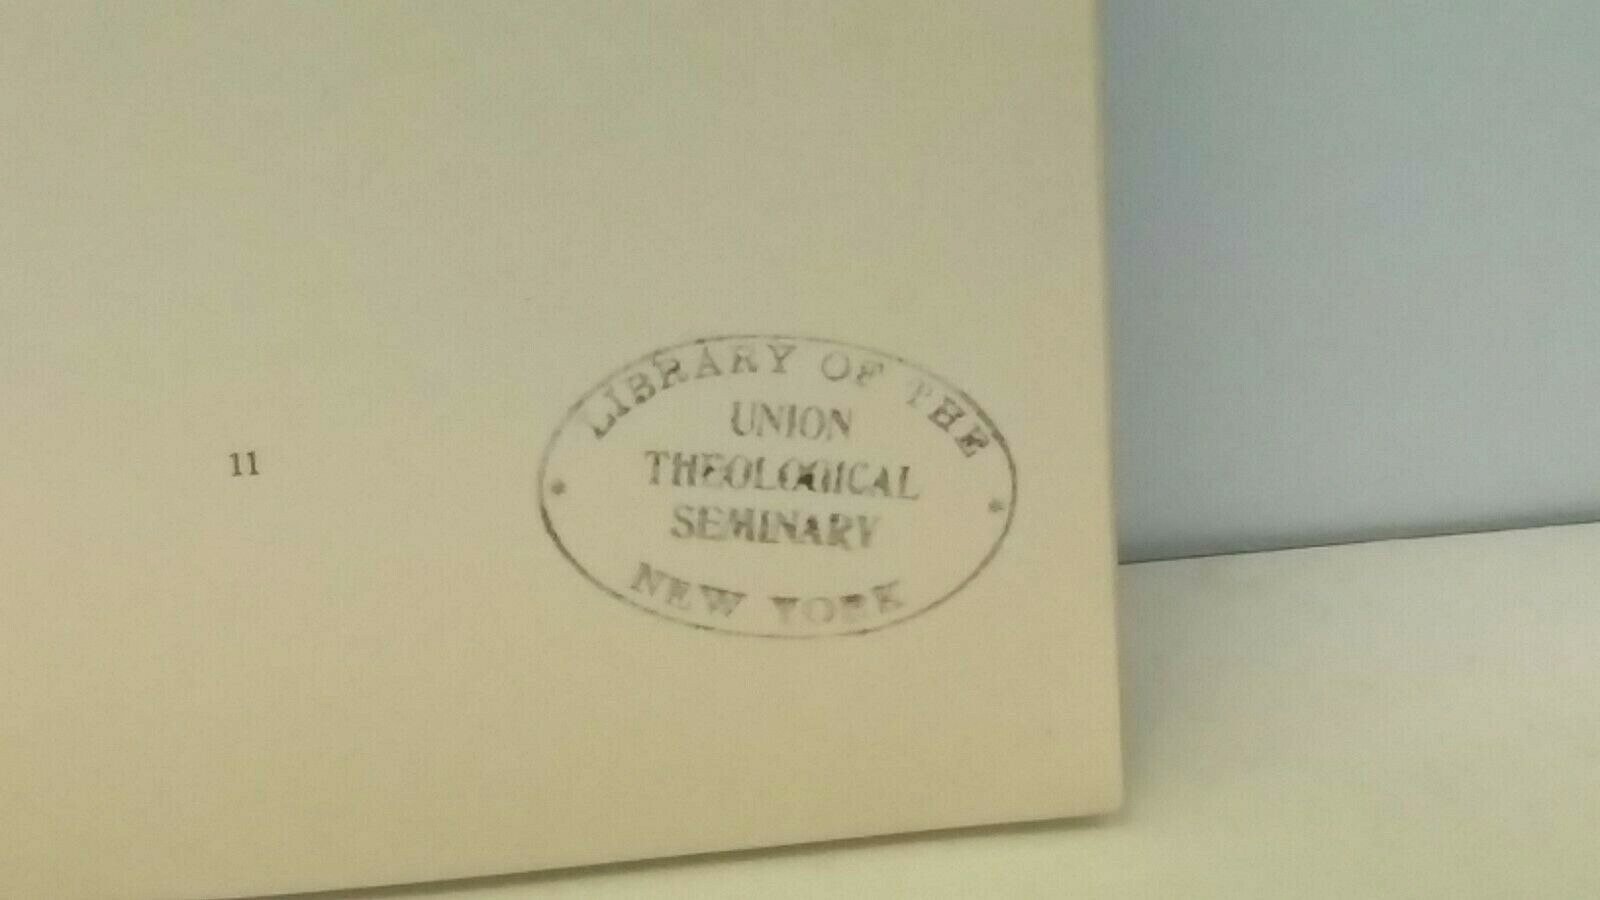 LIBRARY OF THE
UNION
THEOLOGICAL
SEMINARY
NEW YORK
11